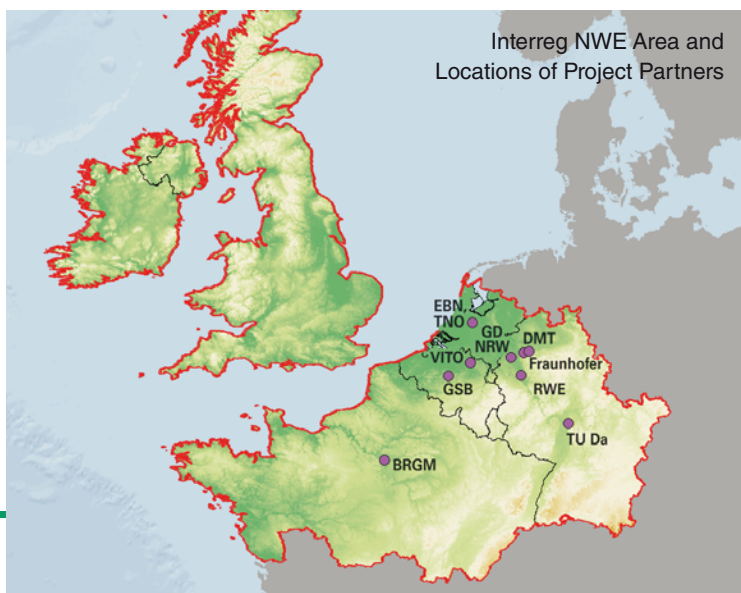 Interreg NWE Area and
Locations of Project Partners
EBN,
TNO
GD
NRW
DMT
VITO
Fraunhofer
GSB
RWE
TU Da
BRGM